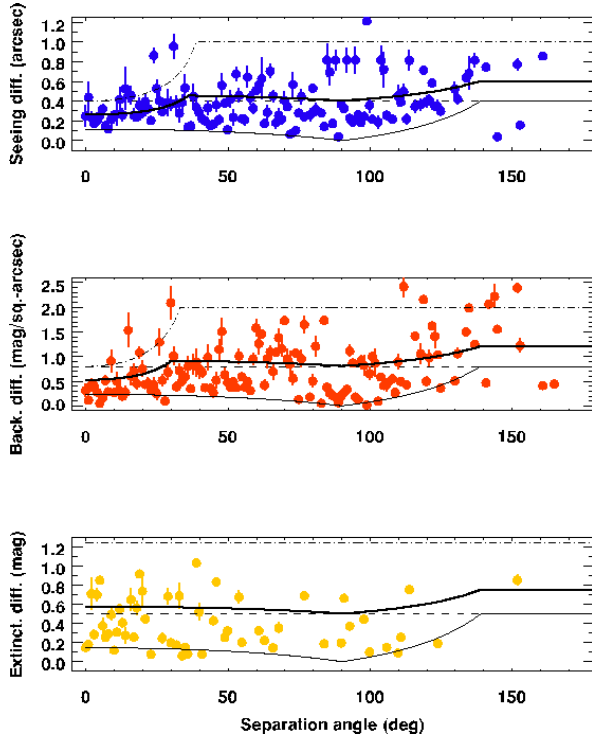 Seeing diff. (arcsec)
1.2
1.0
0.8
0.6
0.4
0.2
0.0
0 50 100 150
Back. diff. (mag/sq.-arcsec)
2.5
2.0
1.5
1.0
0.5
0.0
0 50 100 150
Extinct. diff. (mag)
1.2
1.0
0.8
0.6
0.4
0.2
0.0
0 50 100 150
Separation angle (deg)